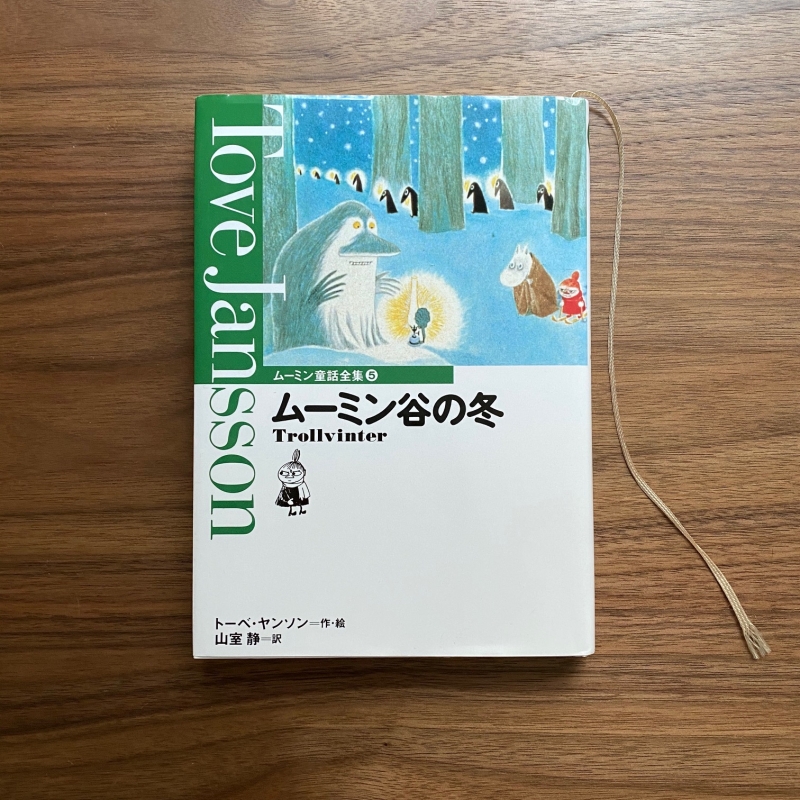 Tove Jansson
ムーミン童話全集❺
ムーミン谷の冬
Trollvinter
トーベ・ヤンソン=作・絵
山室 静=訳